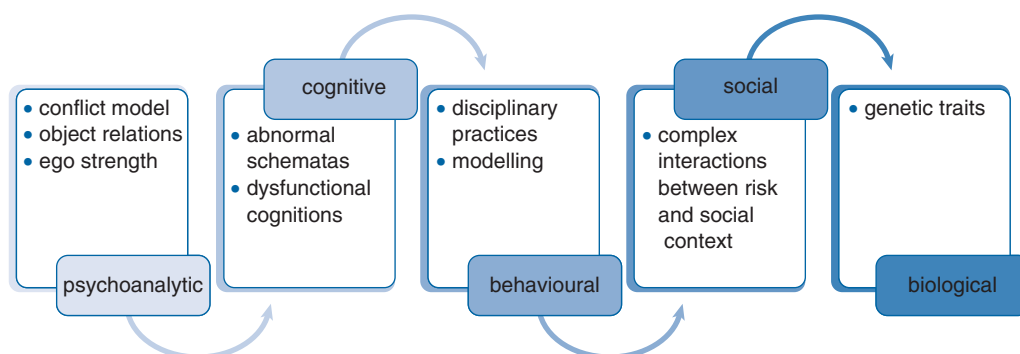 conflict model
object relations
ego strength
psychoanalytic
cognitive
abnormal
schematas
dysfunctional
cognitions
disciplinary
practices
modelling
behavioural
social
complex
interactions
between risk
and social
context
genetic traits
biological